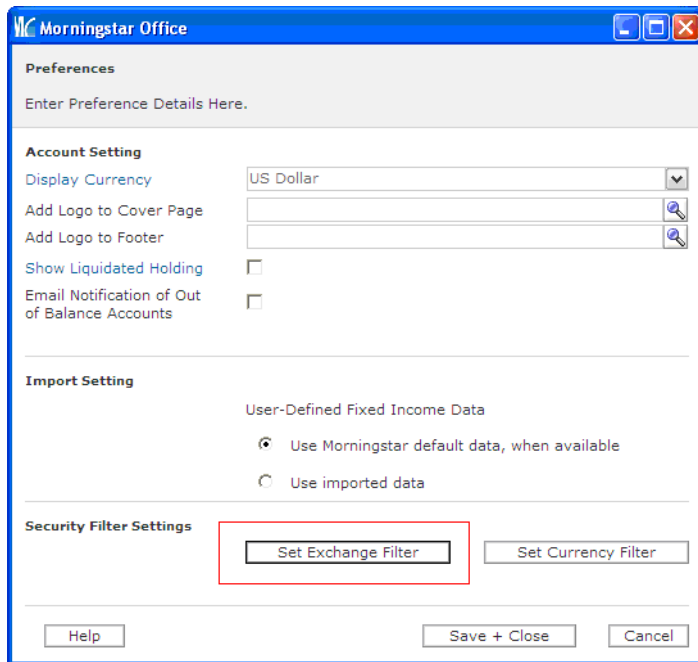 Morningstar Office
Preferences
Enter Preference Details Here.
Account Setting
Display Currency
US Dollar
Add Logo to Cover Page
Add Logo to Footer
Show Liquidated Holding
Email Notification of Out
of Balance Accounts
Import Setting
User-Defined Fixed Income Data
Use Morningstar default data, when available
Use imported data
Security Filter Settings
Set Exchange Filter
Set Currency Filter
Help
Save + Close
Cancel